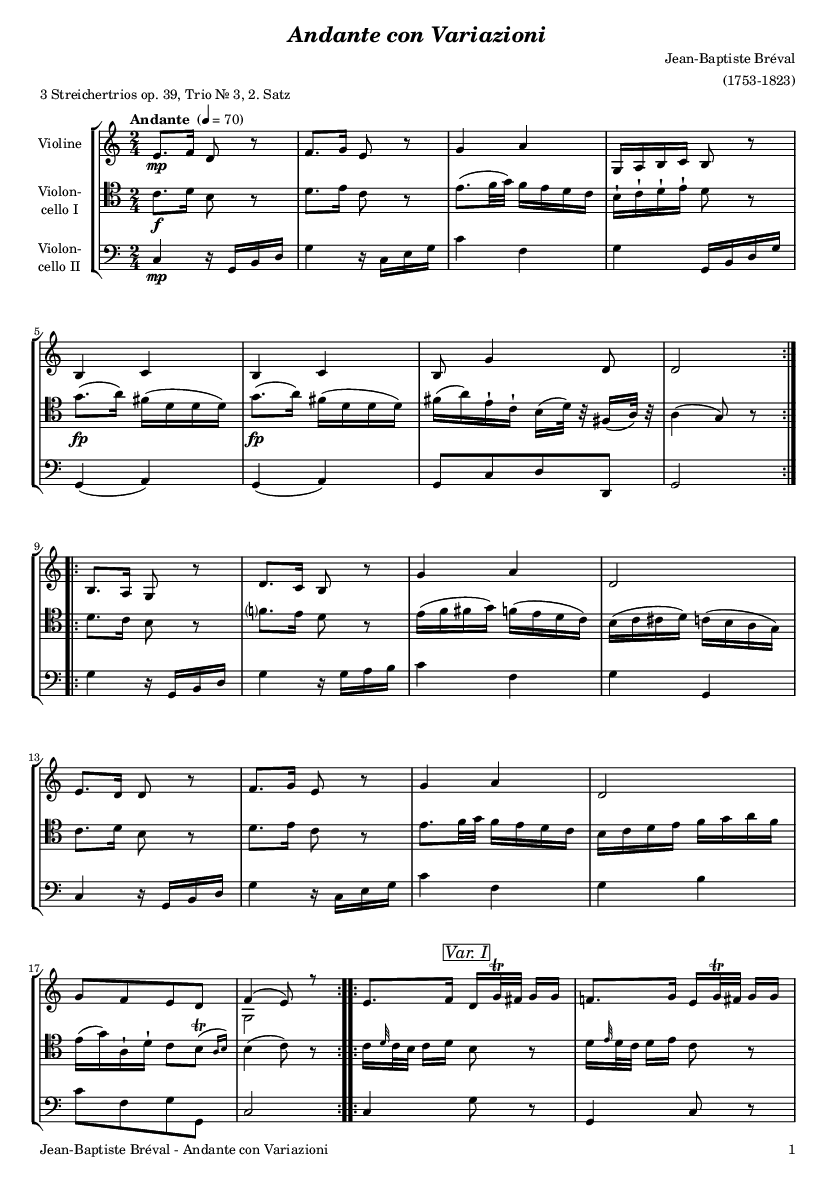 Andante con Variazioni
Jean-Baptiste Bréval
(1753-1823)
3 Streichertrios op. 39, Trio № 3, 2. Satz
Andante (♩= 70)
Violine
mp
Violon-
cello I
f
Violon-
cello II
mp
5
fp fp
9
13
Var. I
17
tr tr
tr
Jean-Baptiste Bréval - Andante con Variazioni 1